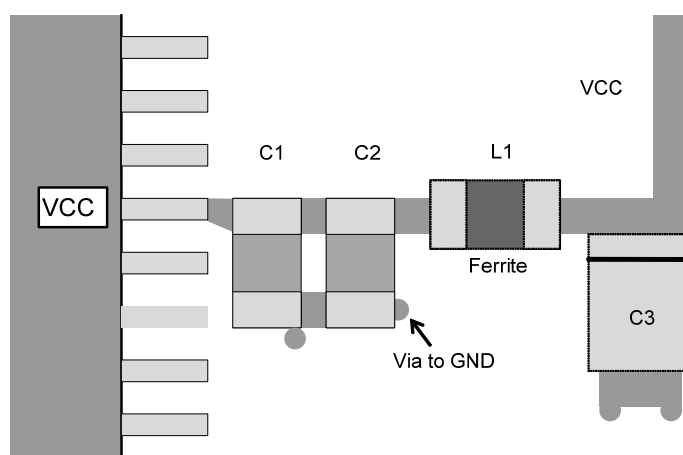 VCC
C1
C2
L1
VCC
Ferrite
C3
Via to GND